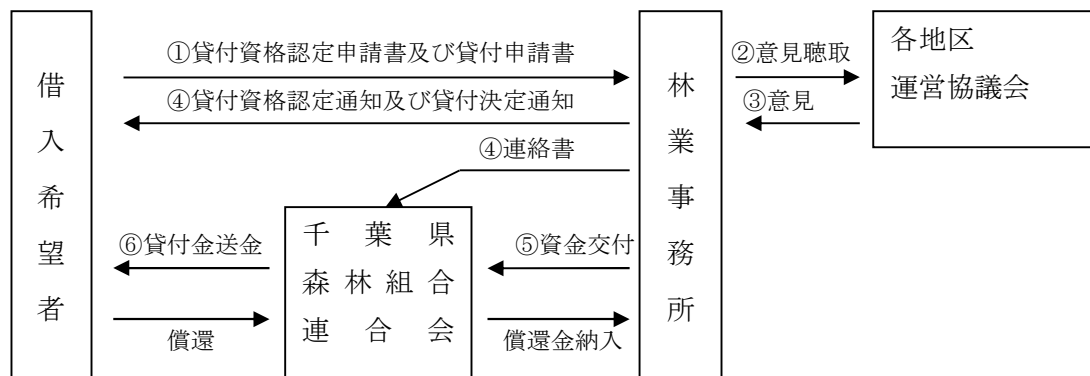 借入希望者
①貸付資格認定申請書及び貸付申請書
④貸付資格認定通知及び貸付決定通知
④連絡書
⑥貸付金送金
償還
千葉県
森林組合
連合会
⑤資金交付
償還金納入
林業事務所
②意見聴取
③意見
各地区
運営協議会